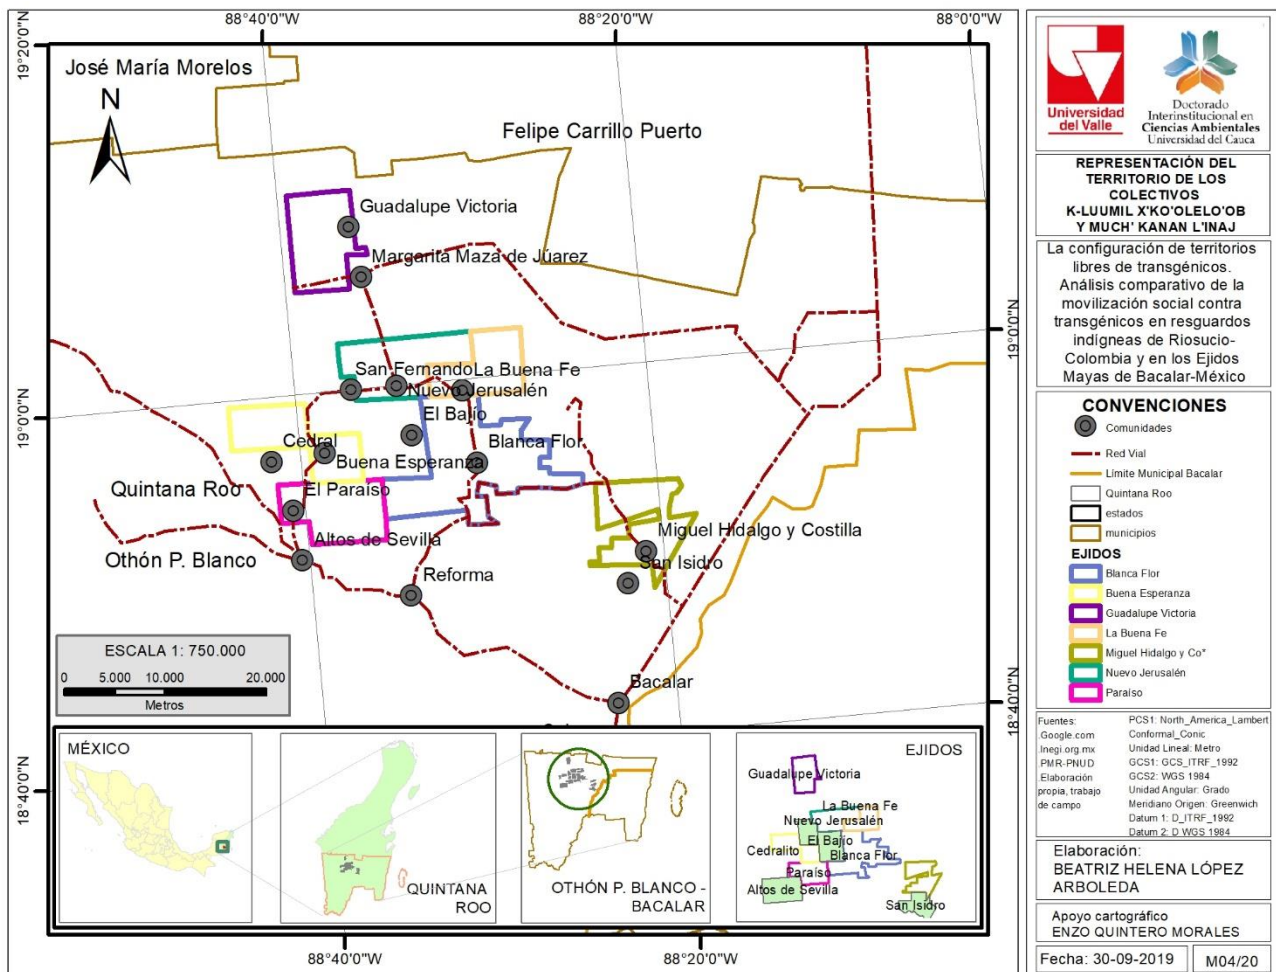 88°40'0"W
88°20'0"W
88°0'0"W
19°20'0"N
19°0'0"N
18°40'0"N
19°0'0"N
18°40'0"N
88°40'0"W
88°20'0"W
José María Morelos
N
Felipe Carrillo Puerto
Guadalupe Victoria
Margarita Maza de Júarez
San Fernando
La Buena Fe
Nuevo Jerusalén
El Bajío
Cedral
Blanca Flor
Buena Esperanza
Quintana Roo
El Paraíso
Miguel Hidalgo y Costilla
Othón P. Blanco
Altos de Sevilla
San Isidro
Reforma
Bacalar
ESCALA 1: 750.000
0 5.000 10.000 20.000
Metros
MÉXICO
QUINTANA
ROO
OTHÓN P. BLANCO -
BACALAR
EJIDOS
Guadalupe Victoria
La Buena Fe
Nuevo Jerusalén
El Bajío
Cedralito
Blanca Flor
Paraíso
Altos de Sevilla
San Isidro
Universidad
del Valle
Doctorado
Interinstitucional en
Ciencias Ambientales
Universidad del Cauca
REPRESENTACIÓN DEL
TERRITORIO DE LOS
COLECTIVOS
K-LUUMIL X'KO'OLELO'OB
Y MUCH' KANAN L'INAJ
La configuración de territorios
libres de transgénicos.
Análisis comparativo de la
movilización social contra
transgénicos en resguardos
indígneas de Riosucio-
Colombia y en los Ejidos
Mayas de Bacalar-México
CONVENCIONES
Comunidades
Red Vial
Límite Municipal Bacalar
Quintana Roo
estados
municipios
EJIDOS
Blanca Flor
Buena Esperanza
Guadalupe Victoria
La Buena Fe
Miguel Hidalgo y Co*
Nuevo Jerusalén
Paraíso
Fuentes:
.Google.com
.Inegi.org.mx
.PMR-PNUD
.Elaboración
propia, trabajo
de campo
PCS1: North_America_Lambert
Conformal_Conic
Unidad Lineal: Metro
GCS1: GCS_ITRF_1992
GCS2: WGS 1984
Unidad Angular: Grado
Meridiano Origen: Greenwich
Datum 1: D_ITRF_1992
Datum 2: D WGS 1984
Elaboración:
BEATRIZ HELENA LÓPEZ
ARBOLEDA
Apoyo cartográfico
ENZO QUINTERO MORALES
Fecha: 30-09-2019
M04/20